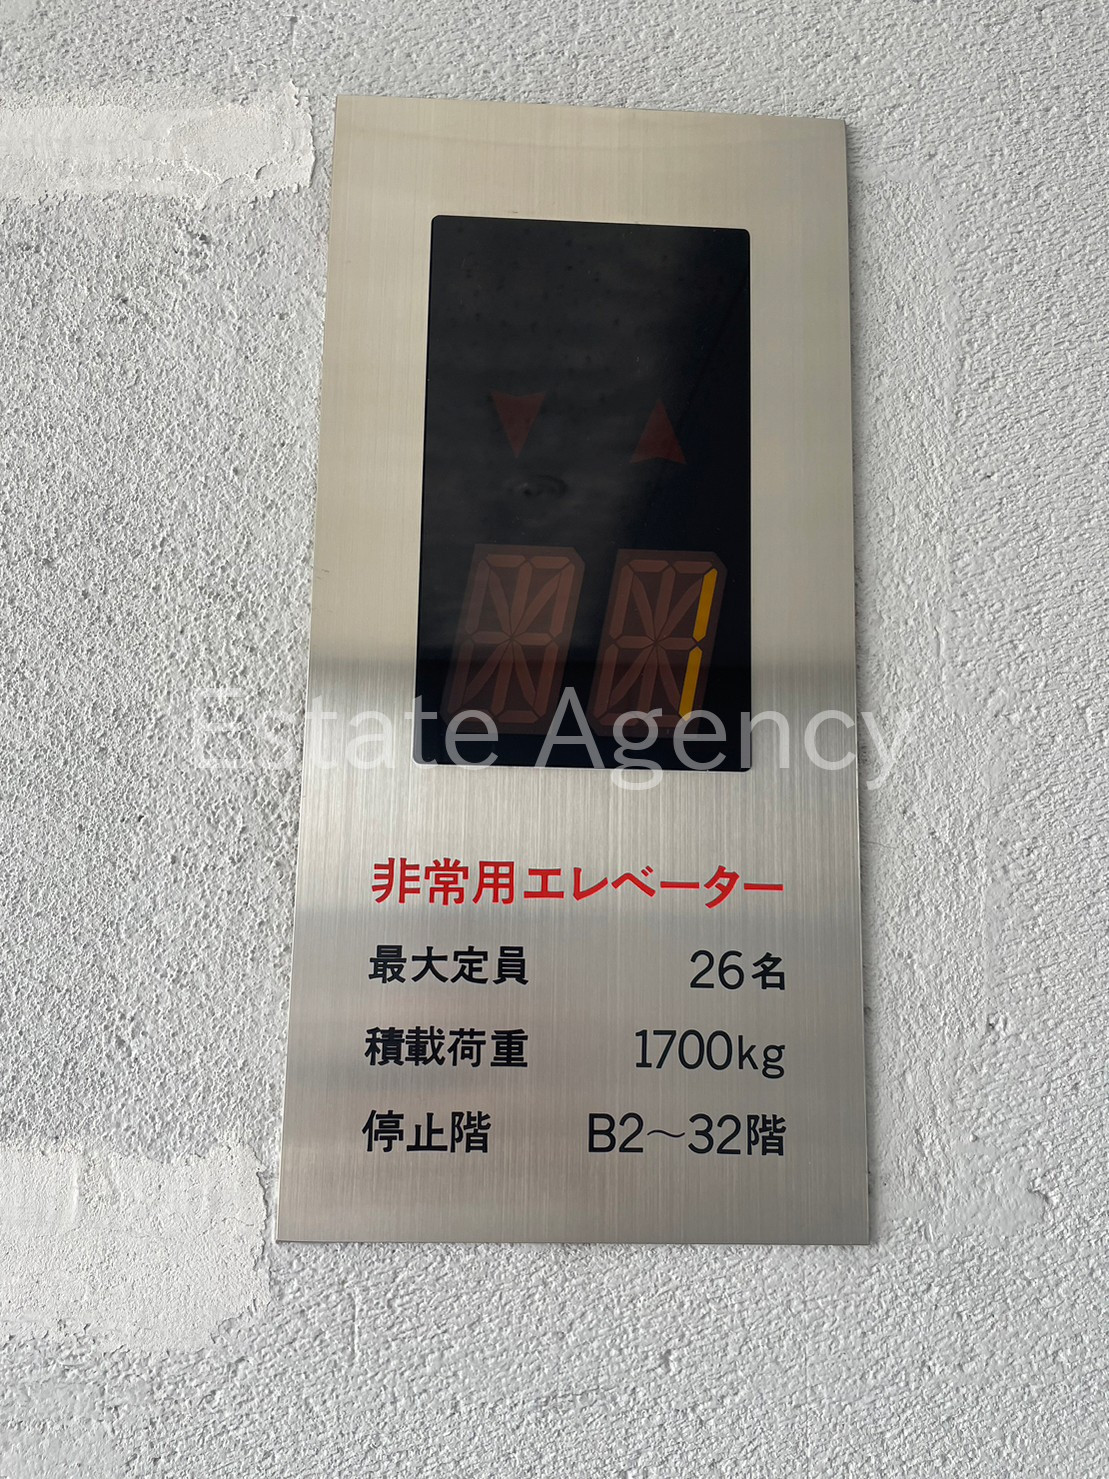 1
Estate Agency
非常用エレベーター
最大定員 26名
積載荷重 1700kg
停止階 B2～32階